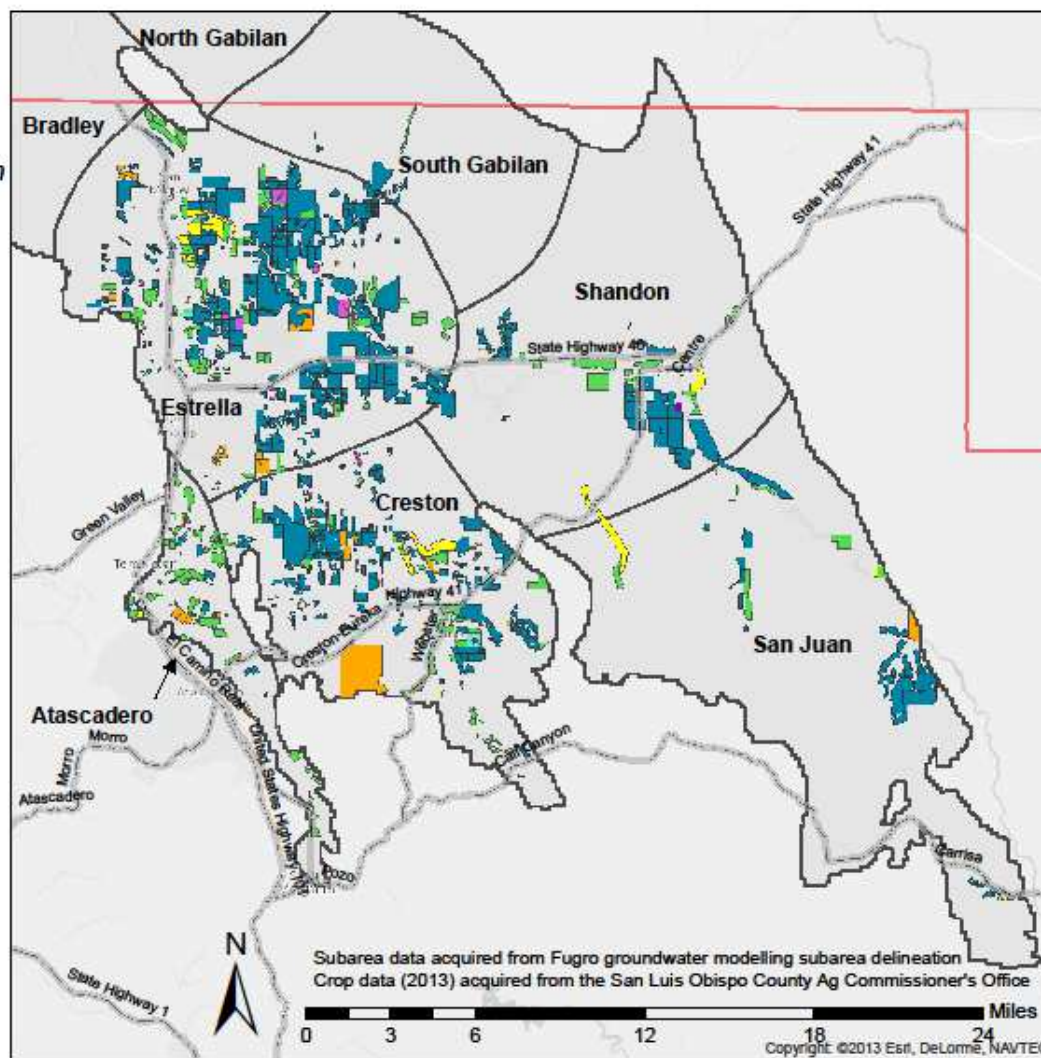 North Gabilan
Bradley
South Gabilan
State Highway 41
Shandon
State Highway 46
Centre
Estrella
Creston
Green Valley
Highway 41
Creston-Eureka
Webster
San Juan
El Camino Real
Atascadero
Morro
Morro
Atascadero
United States Highway 101
Canyon
Pozo
Carrisa
N
Subarea data acquired from Fugro groundwater modelling subarea delineation
Crop data (2013) acquired from the San Luis Obispo County Ag Commissioner's Office
State Highway 1
Miles
0 3 6 12 18 24
Copyright: ©2013 Esri, DeLorme, NAVTEQ